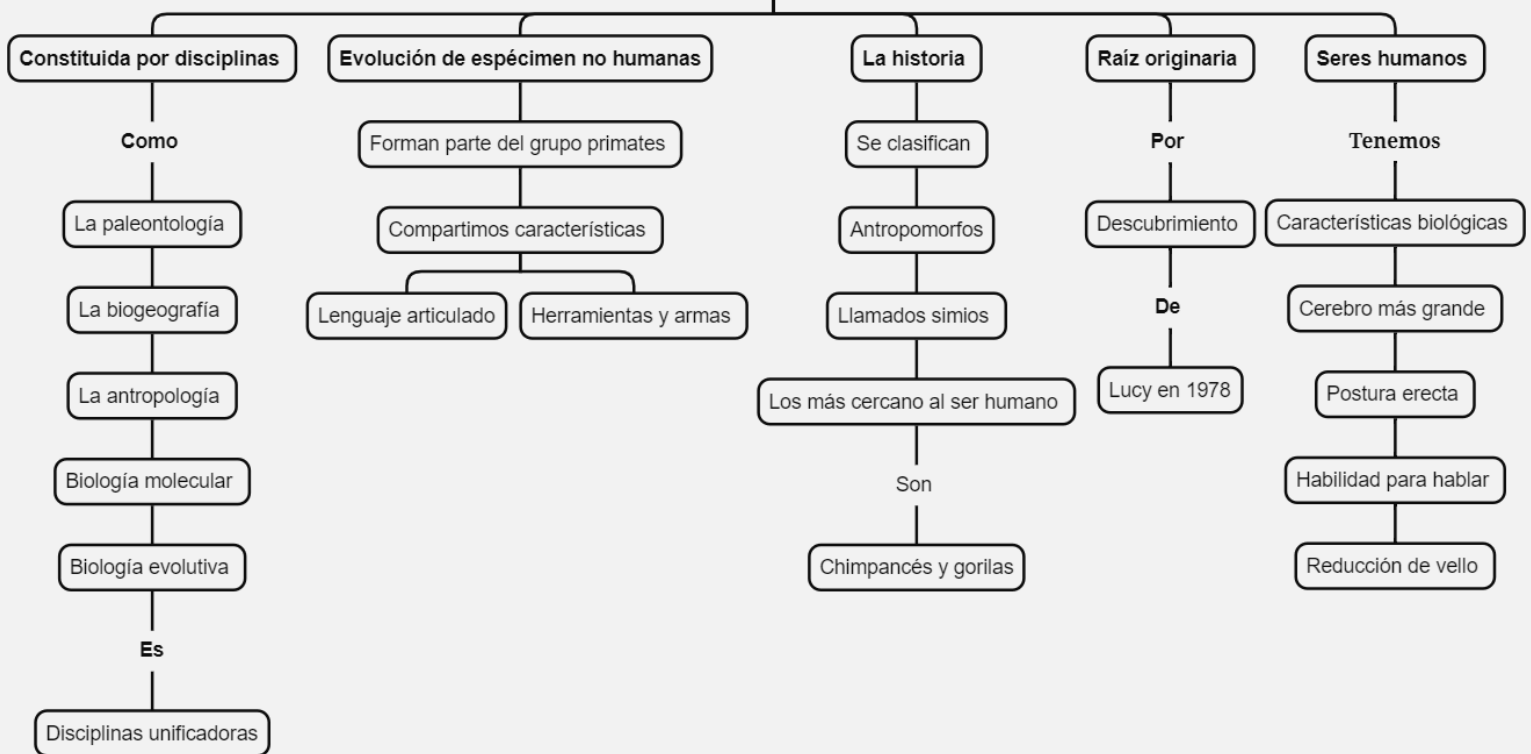 Constituida por disciplinas
Como
La paleontología
La biogeografía
La antropología
Biología molecular
Biología evolutiva
Es
Disciplinas unificadoras
Evolución de espécimen no humanas
Forman parte del grupo primates
Compartimos características
Lenguaje articulado
Herramientas y armas
La historia
Se clasifican
Antropomorfos
Llamados simios
Los más cercano al ser humano
Son
Chimpancés y gorilas
Raíz originaria
Por
Descubrimiento
De
Lucy en 1978
Seres humanos
Tenemos
Características biológicas
Cerebro más grande
Postura erecta
Habilidad para hablar
Reducción de vello